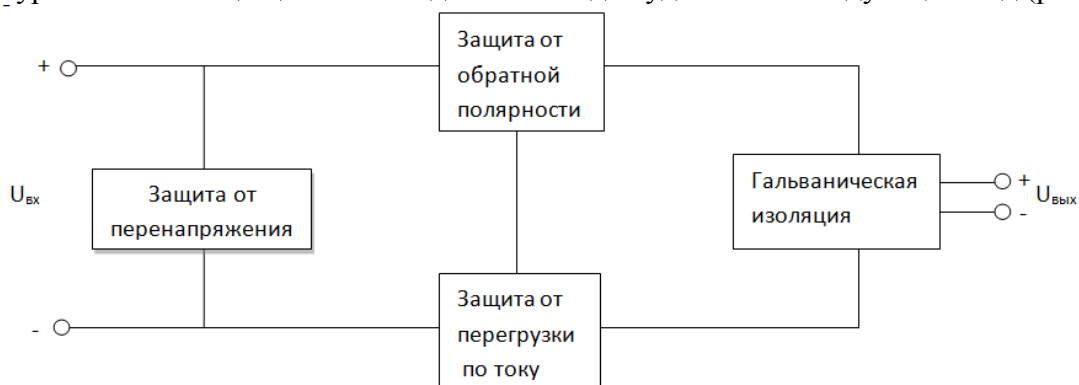 Защита от
обратной
полярности
+
Uвх
Защита от
перенапряжения
Гальваническая
изоляция
+
-
Uвых
-
Защита от
перегрузки
по току